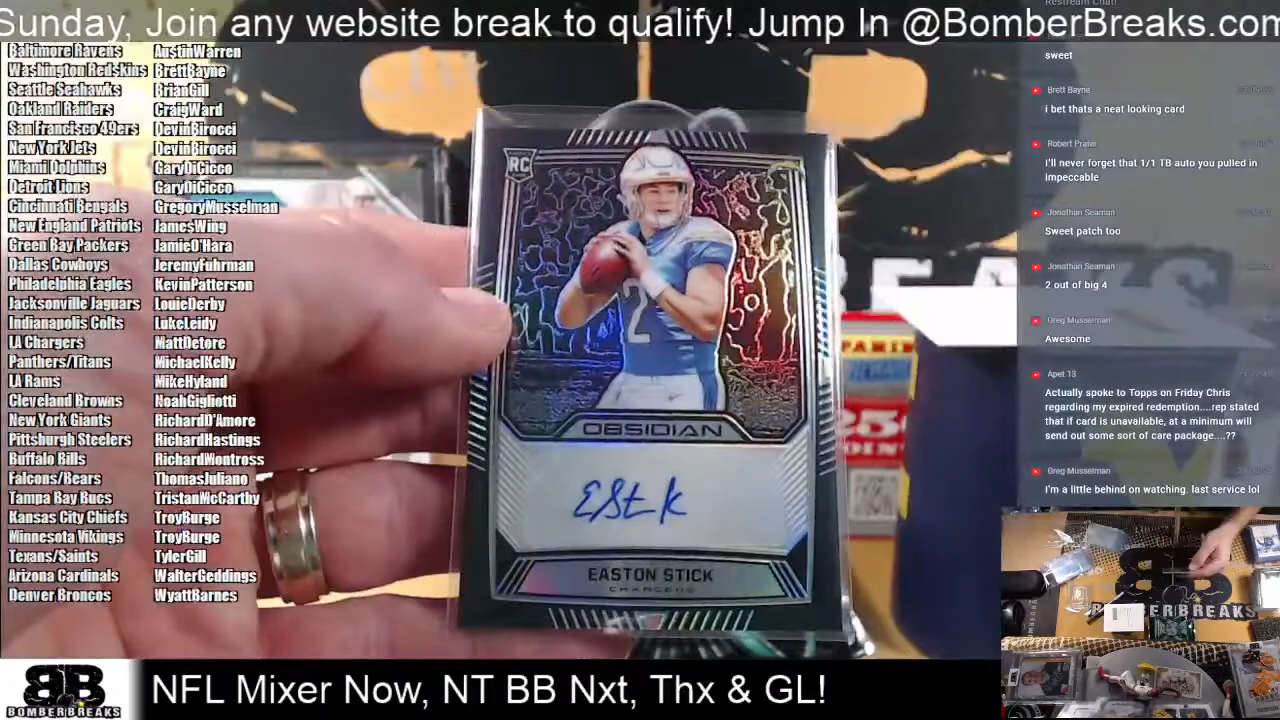 Sunday, Join any website break to qualify! Jump In @BomberBreaks.com
Baltimore Ravens AustinWarren
Washington Redskins BrettBayne
Seattle Seahawks BrianGill
Oakland Raiders CraigWard
San Francisco 49ers DevinBirocci
New York Jets DevinBirocci
Miami Dolphins GaryDiCicco
Detroit Lions GaryDiCicco
Cincinnati Bengals GregoryMusselman
New England Patriots JamesWing
Green Bay Packers JamieO'Hara
Dallas Cowboys JeremyFuhrman
Philadelphia Eagles KevinPatterson
Jacksonville Jaguars LouieDerby
Indianapolis Colts LukeLeidy
LA Chargers MattDetore
Panthers/Titans MichaelKelly
LA Rams MikeHyland
Cleveland Browns NoahGigliotti
New York Giants RichardD'Amore
Pittsburgh Steelers RichardHastings
Buffalo Bills RichardMontross
Falcons/Bears ThomasJuliano
Tampa Bay Bucs TristanMcCarthy
Kansas City Chiefs TroyBurge
Minnesota Vikings TroyBurge
Texans/Saints TylerGill
Arizona Cardinals WalterGeddings
Denver Broncos WyattBarnes
RC
2
OBSIDIAN
EStk
EASTON STICK
CHARGERS
PANINI
Restream Chat!
sweet
Brett Bayne
i bet thats a neat looking card
Robert Prater
I'll never forget that 1/1 TB auto you pulled in
impeccable
Jonathan Seaman
Sweet patch too
Jonathan Seaman
2 out of big 4
Greg Musselman
Awesome
Apet 13
Actually spoke to Topps on Friday Chris
regarding my expired redemption....rep stated
that if card is unavailable, at a minimum will
send out some sort of care package....??
Greg Musselman
I'm a little behind on watching. last service lol
BOMBERBREAKS
BB
BOMBERBREAKS
NFL Mixer Now, NT BB Nxt, Thx & GL!